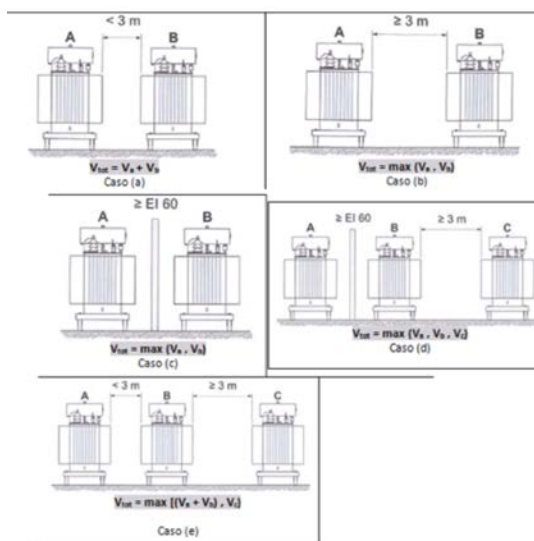 < 3 m
A B
V_tot = V_a + V_b
Caso (a)
≥ 3 m
A B
V_tot = max (V_a , V_b)
Caso (b)
≥ EI 60
A B
V_tot = max (V_a , V_b)
Caso (c)
≥ EI 60 ≥ 3 m
A B C
V_tot = max (V_a , V_b , V_c)
Caso (d)
< 3 m ≥ 3 m
A B C
V_tot = max [(V_a + V_b) , V_c)
Caso (e)